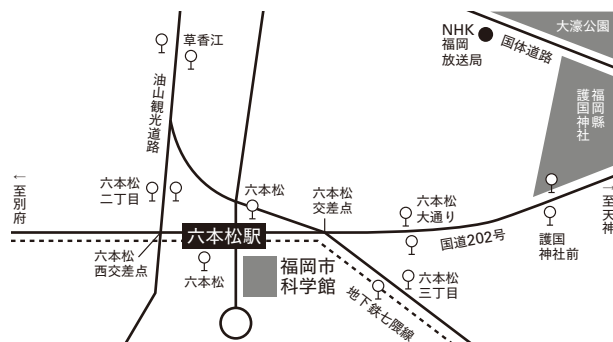 大濠公園
NHK
福岡
放送局
国体道路
福岡縣
護国神社
草香江
油山観光道路
←至別府
六本松
二丁目
六本松
六本松
交差点
六本松
大通り
→至天神
六本松駅
国道202号
護国
神社前
六本松
西交差点
六本松
福岡市
科学館
六本松
三丁目
地下鉄七隈線